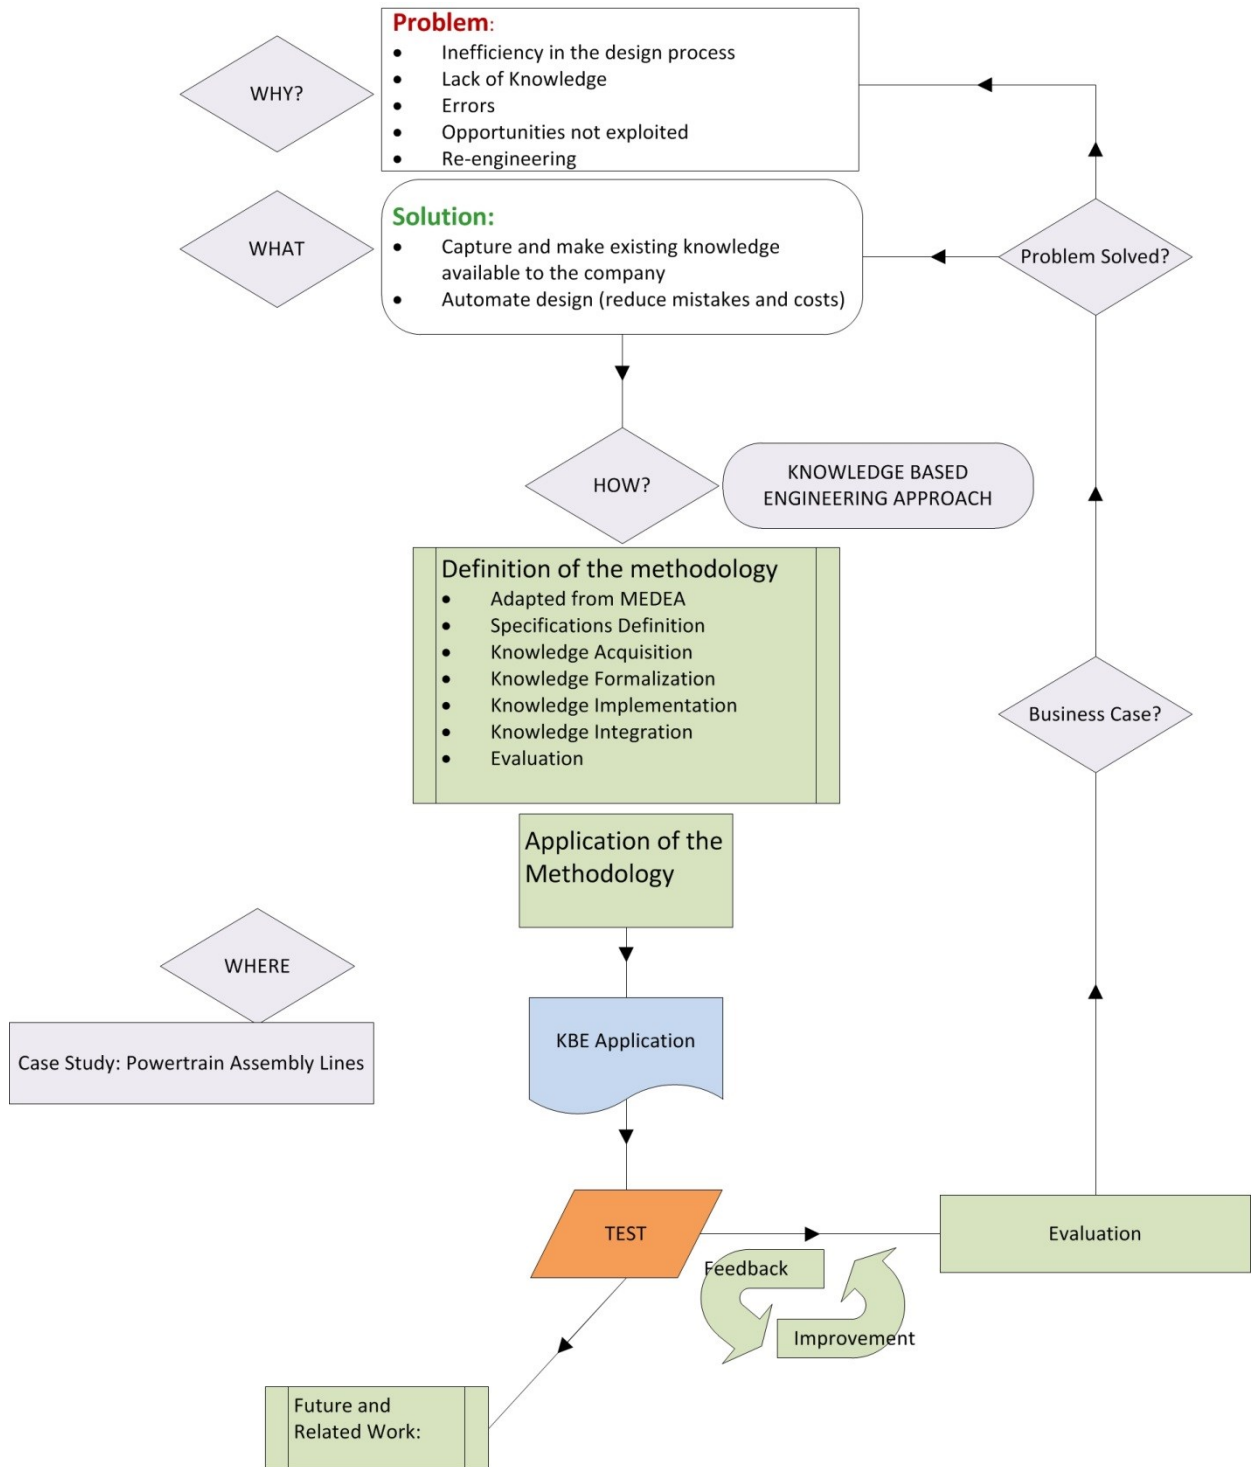 Problem:
• Inefficiency in the design process
• Lack of Knowledge
• Errors
• Opportunities not exploited
• Re-engineering
WHY?
Solution:
• Capture and make existing knowledge
available to the company
• Automate design (reduce mistakes and costs)
WHAT
Problem Solved?
HOW?
KNOWLEDGE BASED
ENGINEERING APPROACH
Definition of the methodology
• Adapted from MEDEA
• Specifications Definition
• Knowledge Acquisition
• Knowledge Formalization
• Knowledge Implementation
• Knowledge Integration
• Evaluation
Business Case?
Application of the
Methodology
WHERE
Case Study: Powertrain Assembly Lines
KBE Application
TEST
Evaluation
Feedback
Improvement
Future and
Related Work: